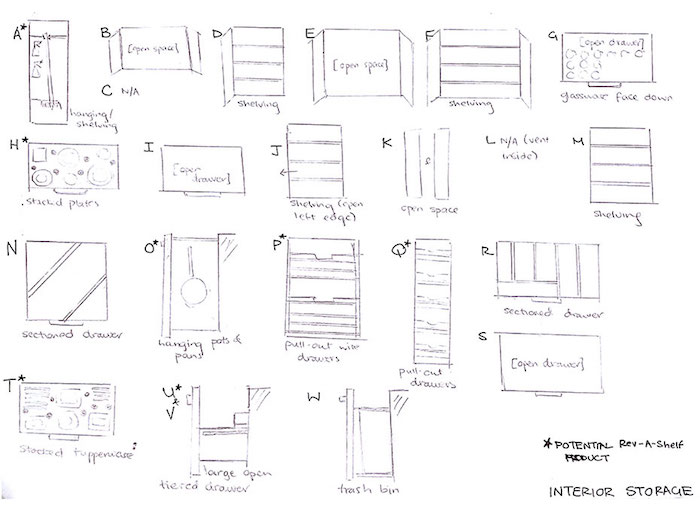 A*
hanging/
shelving
B
[open space]
C N/A
D
shelving
E
[open space]
F
shelving
G
[open drawer]
glassware face down
H*
stacked plates
I
[open
drawer]
J
shelving (open
left edge)
K
open space
L N/A (vent
inside)
M
shelving
N
sectioned drawer
O*
hanging pots &
pans
P*
pull-out wire
drawers
Q*
pull-out
drawers
R
sectioned drawer
S
[open drawer]
T*
stacked tupperware
U*
V*
large open
tiered drawer
W
trash bin
*POTENTIAL Rev-A-Shelf
PRODUCT
INTERIOR STORAGE